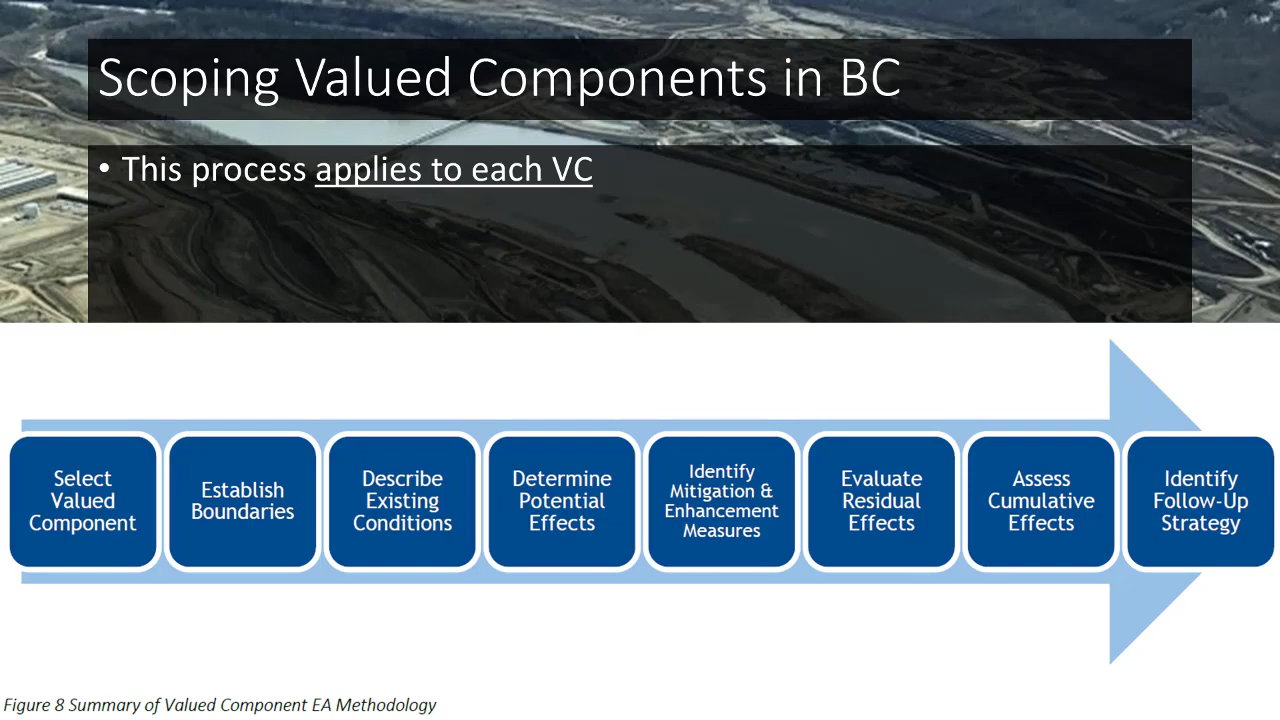 Scoping Valued Components in BC
• This process applies to each VC
Select
Valued
Component
Establish
Boundaries
Describe
Existing
Conditions
Determine
Potential
Effects
Identify
Mitigation &
Enhancement
Measures
Evaluate
Residual
Effects
Assess
Cumulative
Effects
Identify
Follow-Up
Strategy
Figure 8 Summary of Valued Component EA Methodology